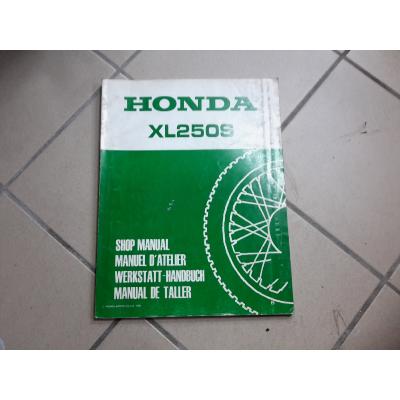 HONDA
XL250S
SHOP MANUAL
MANUEL D'ATELIER
WERKSTATT-HANDBUCH
MANUAL DE TALLER